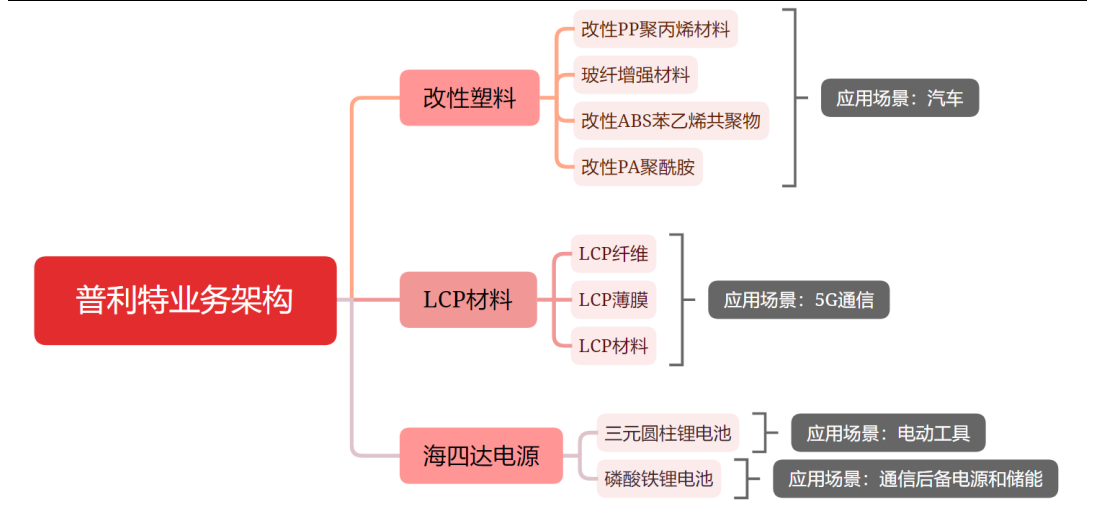 普利特业务架构
改性塑料
改性PP聚丙烯材料
玻纤增强材料
改性ABS苯乙烯共聚物
改性PA聚酰胺
应用场景：汽车
LCP材料
LCP纤维
LCP薄膜
LCP材料
应用场景：5G通信
海四达电源
三元圆柱锂电池
应用场景：电动工具
磷酸铁锂电池
应用场景：通信后备电源和储能